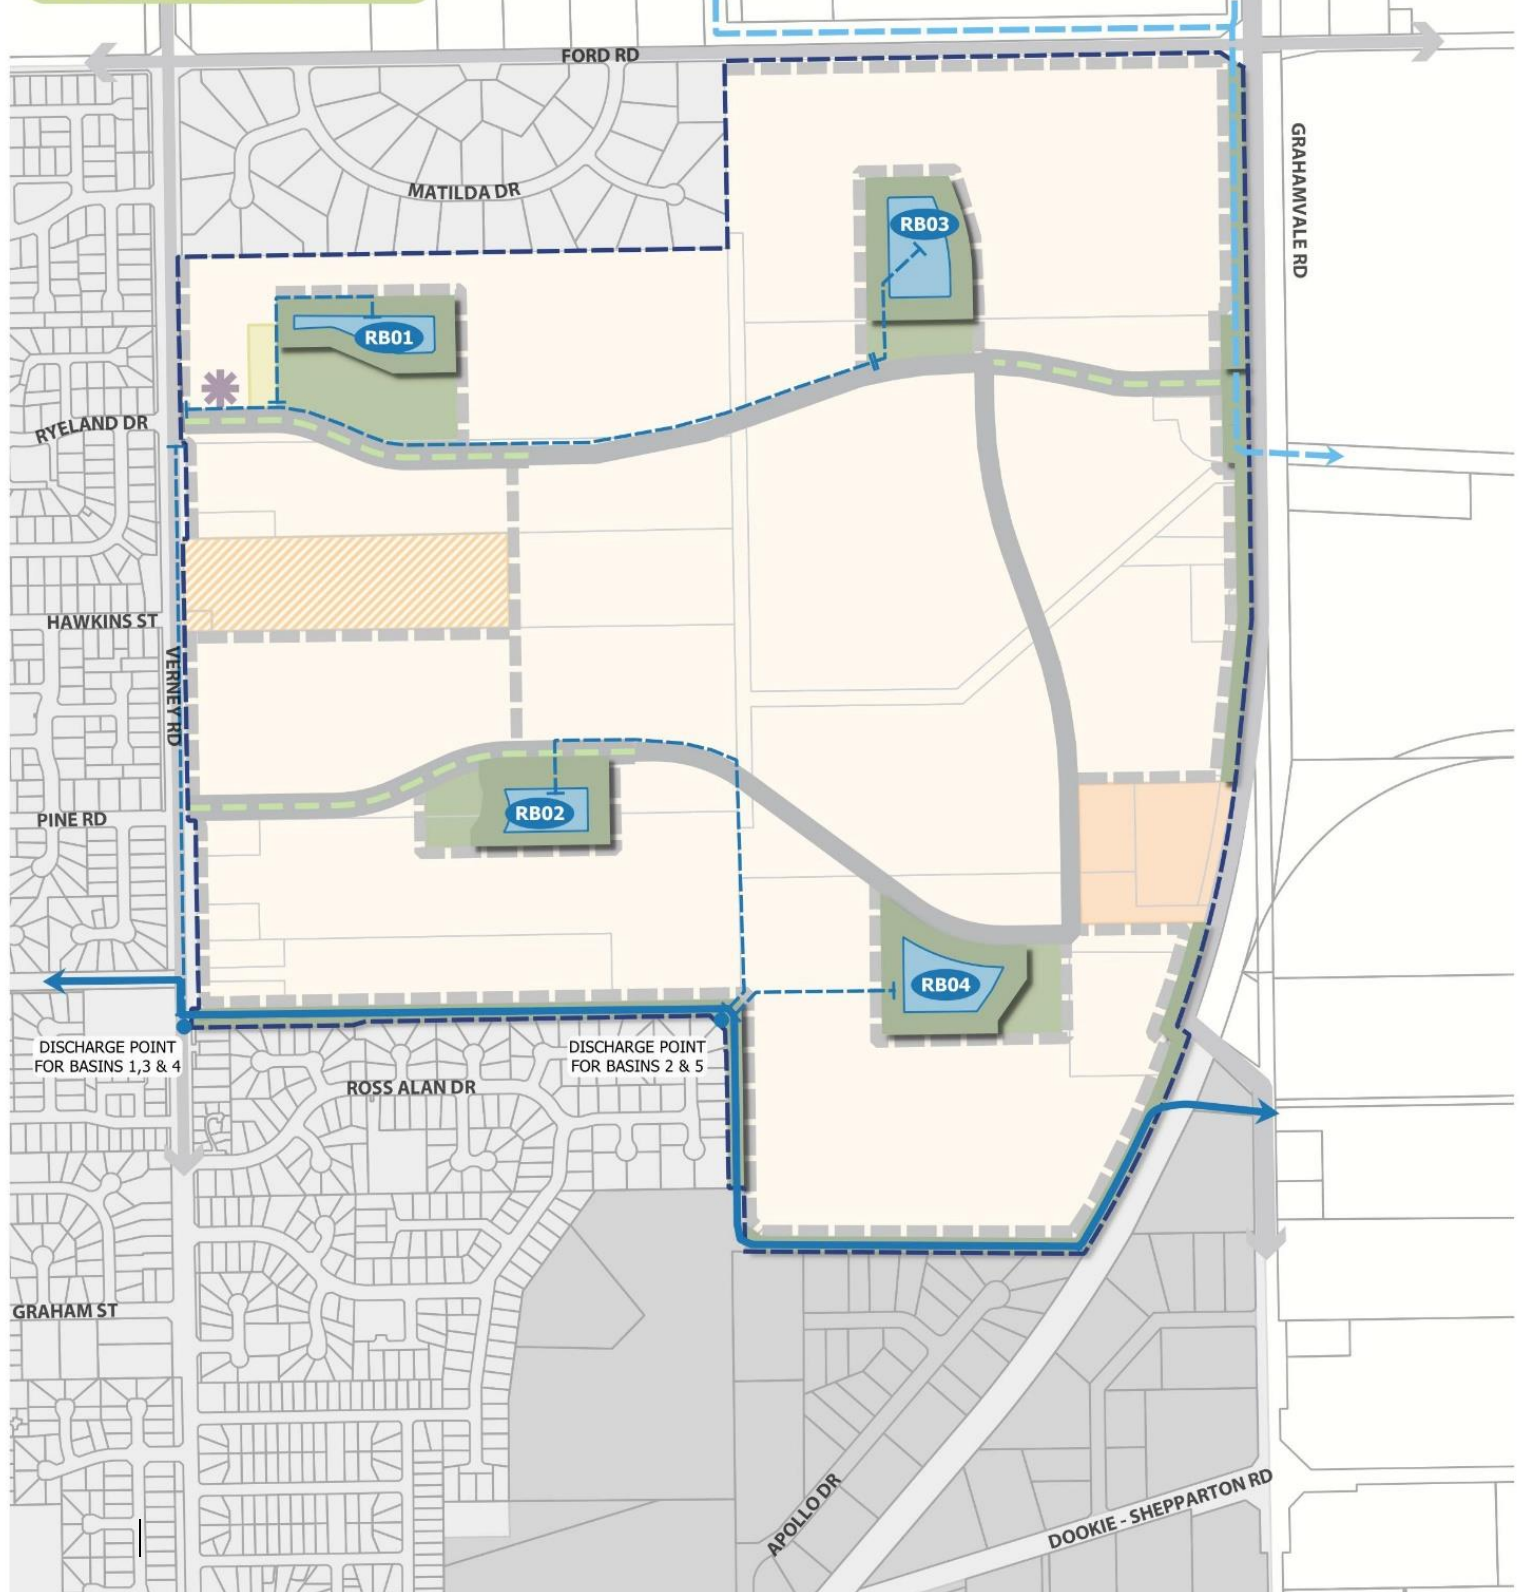 FORD RD
MATILDA DR
GRAHAMVALE RD
RB03
RB01
RYELAND DR
HAWKINS ST
VERNEY RD
PINE RD
RB02
RB04
DISCHARGE POINT
FOR BASINS 1,3 & 4
DISCHARGE POINT
FOR BASINS 2 & 5
ROSS ALAN DR
GRAHAM ST
APOLLO DR
DOOKIE - SHEPPARTON RD